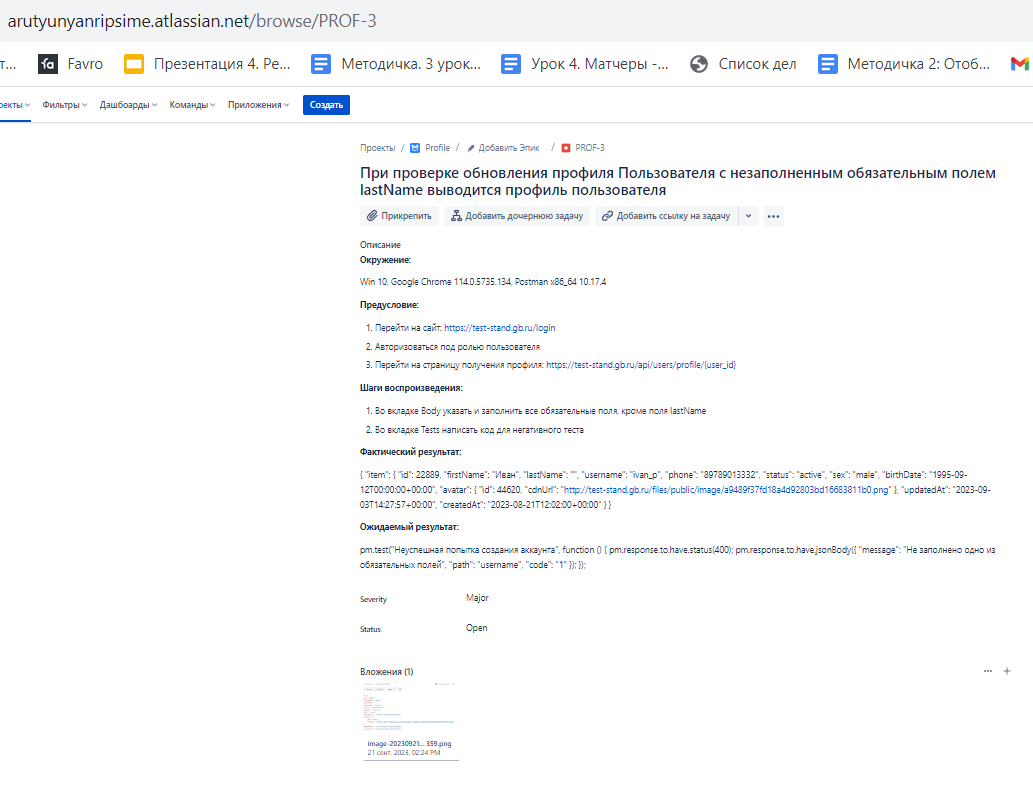 arutyunyanripsime.atlassian.net/browse/PROF-3
т... Favro Презентация 4. Ре... Методичка. 3 урок... Урок 4. Матчеры -... Список дел Методичка 2: Отоб...
оекты Фильтры Дашборды Команды Приложения Создать
Проекты / Profile / Добавить Эпик / PROF-3
При проверке обновления профиля Пользователя с незаполненным обязательным полем
lastName выводится профиль пользователя
Прикрепить Добавить дочернюю задачу Добавить ссылку на задачу
Описание
Окружение:
Win 10, Google Chrome 114.0.5735.134, Postman x86_64 10.17.4
Предусловие:
1. Перейти на сайт: https://test-stand.gb.ru/login
2. Авторизоваться под ролью пользователя
3. Перейти на страницу получения профиля: https://test-stand.gb.ru/api/users/profile/{user_id}
Шаги воспроизведения:
1. Во вкладке Body указать и заполнить все обязательные поля, кроме поля lastName
2. Во вкладке Tests написать код для негативного теста
Фактический результат:
{ "item": { "id": 22889, "firstName": "Иван", "lastName": "", "username": "ivan_p", "phone": "89789013332", "status": "active", "sex": "male", "birthDate": "1995-09-
12T00:00:00+00:00", "avatar": { "id": 44620, "cdnUrl": "http://test-stand.gb.ru/files/public/image/a9489f37fd18a4d92803bd16683811b0.png" }, "updatedAt": "2023-09-
03T14:27:57+00:00", "createdAt": "2023-08-21T12:02:00+00:00" } }
Ожидаемый результат:
pm.test("Неуспешная попытка создания аккаунта", function () { pm.response.to.have.status(400); pm.response.to.have.jsonBody({ "message": "Не заполнено одно из
обязательных полей", "path": "username", "code": "1" }); });
Severity Major
Status Open
Вложения (1)
image-20230921... 359.png
21 сент. 2023, 02:24 PM